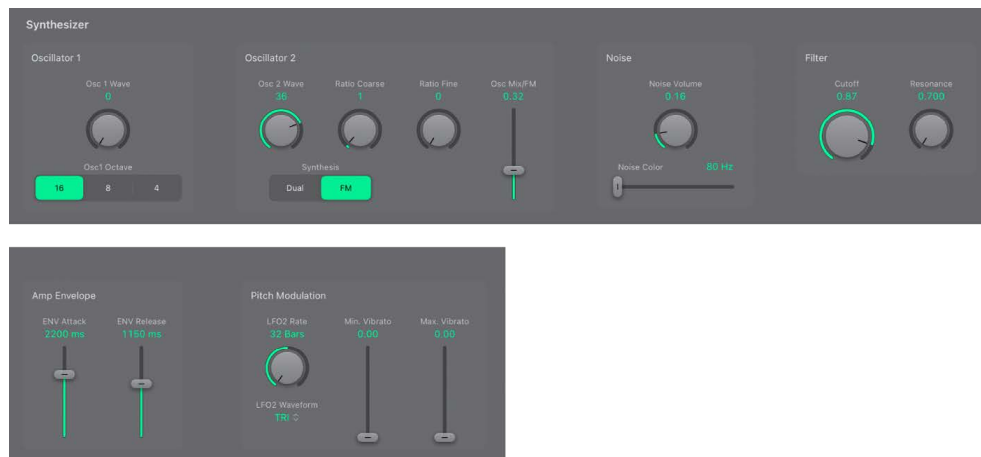 Synthesizer
Oscillator 1
Osc 1 Wave
0
Osc1 Octave
16 8 4
Oscillator 2
Osc 2 Wave Ratio Coarse Ratio Fine Osc Mix/FM
36 1 0 0.32
Synthesis
Dual FM
Noise
Noise Volume
0.16
Noise Color 80 Hz
Filter
Cutoff Resonance
0.87 0.700
Amp Envelope
ENV Attack ENV Release
2200 ms 1150 ms
Pitch Modulation
LFO2 Rate Min. Vibrato Max. Vibrato
32 Bars 0.00 0.00
LFO2 Waveform
TRI